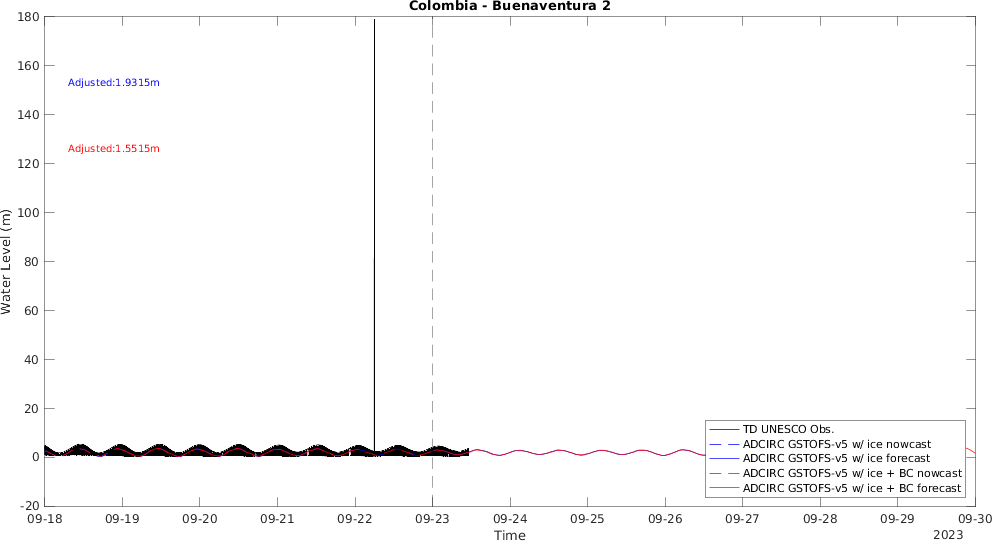 Colombia - Buenaventura 2
180
160
140
120
100
80
60
40
20
0
-20
Water Level (m)
Adjusted:1.9315m
Adjusted:1.5515m
TD UNESCO Obs.
ADCIRC GSTOFS-v5 w/ ice nowcast
ADCIRC GSTOFS-v5 w/ ice forecast
ADCIRC GSTOFS-v5 w/ ice + BC nowcast
ADCIRC GSTOFS-v5 w/ ice + BC forecast
09-18 09-19 09-20 09-21 09-22 09-23 09-24 09-25 09-26 09-27 09-28 09-29 09-30
Time
2023